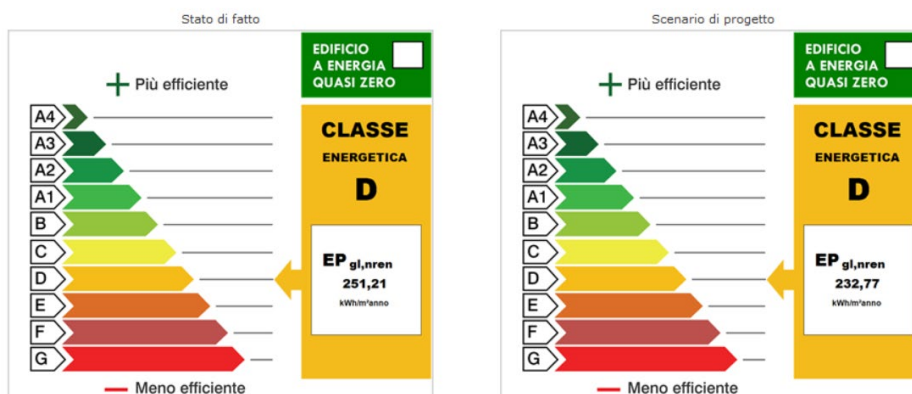 Stato di fatto
EDIFICIO
A ENERGIA
QUASI ZERO
Più efficiente
A4
A3
A2
A1
B
C
D
E
F
G
CLASSE
ENERGETICA
D
EP gl,nren
251,21
kWh/m²anno
Meno efficiente
Scenario di progetto
EDIFICIO
A ENERGIA
QUASI ZERO
Più efficiente
A4
A3
A2
A1
B
C
D
E
F
G
CLASSE
ENERGETICA
D
EP gl,nren
232,77
kWh/m²anno
Meno efficiente